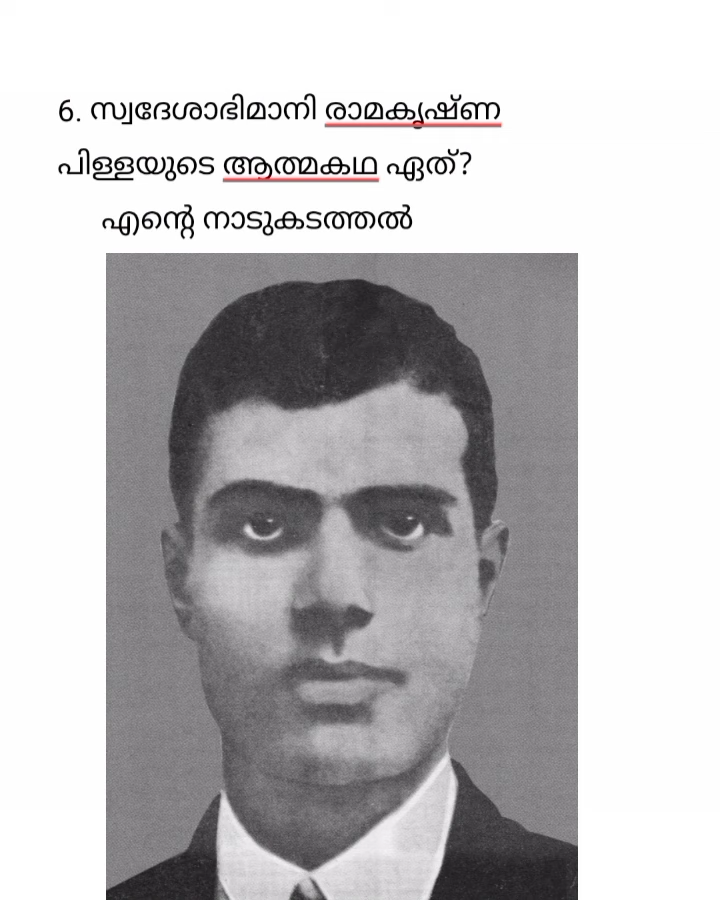 6. സ്വദേശാഭിമാനി രാമകൃഷ്ണ
പിള്ളയുടെ ആത്മകഥ ഏത്?
എന്റെ നാടുകടത്തൽ